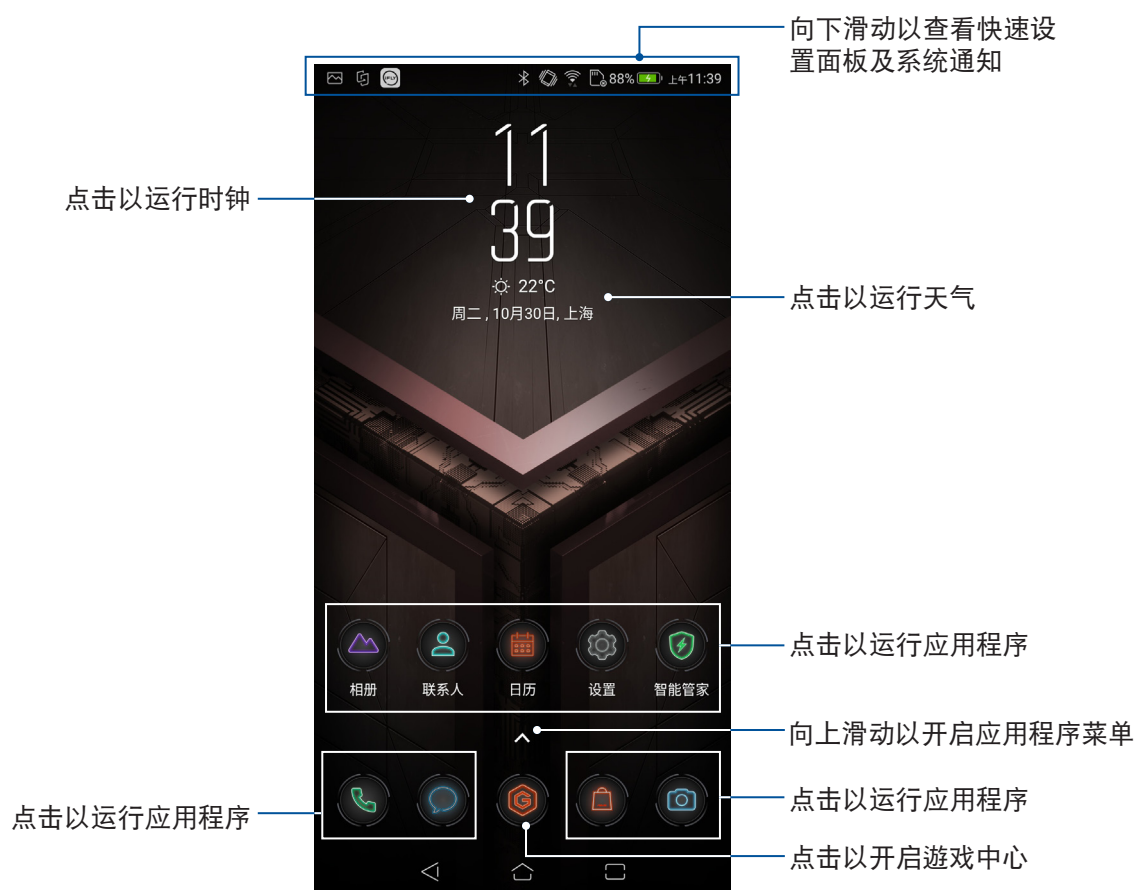 向下滑动以查看快速设
置面板及系统通知
88% 上午11:39
11
点击以运行时钟
39
22°C
点击以运行天气
周二 , 10月30日, 上海
点击以运行应用程序
相册 联系人 日历 设置 智能管家
向上滑动以开启应用程序菜单
点击以运行应用程序
点击以运行应用程序
点击以开启遊戏中心